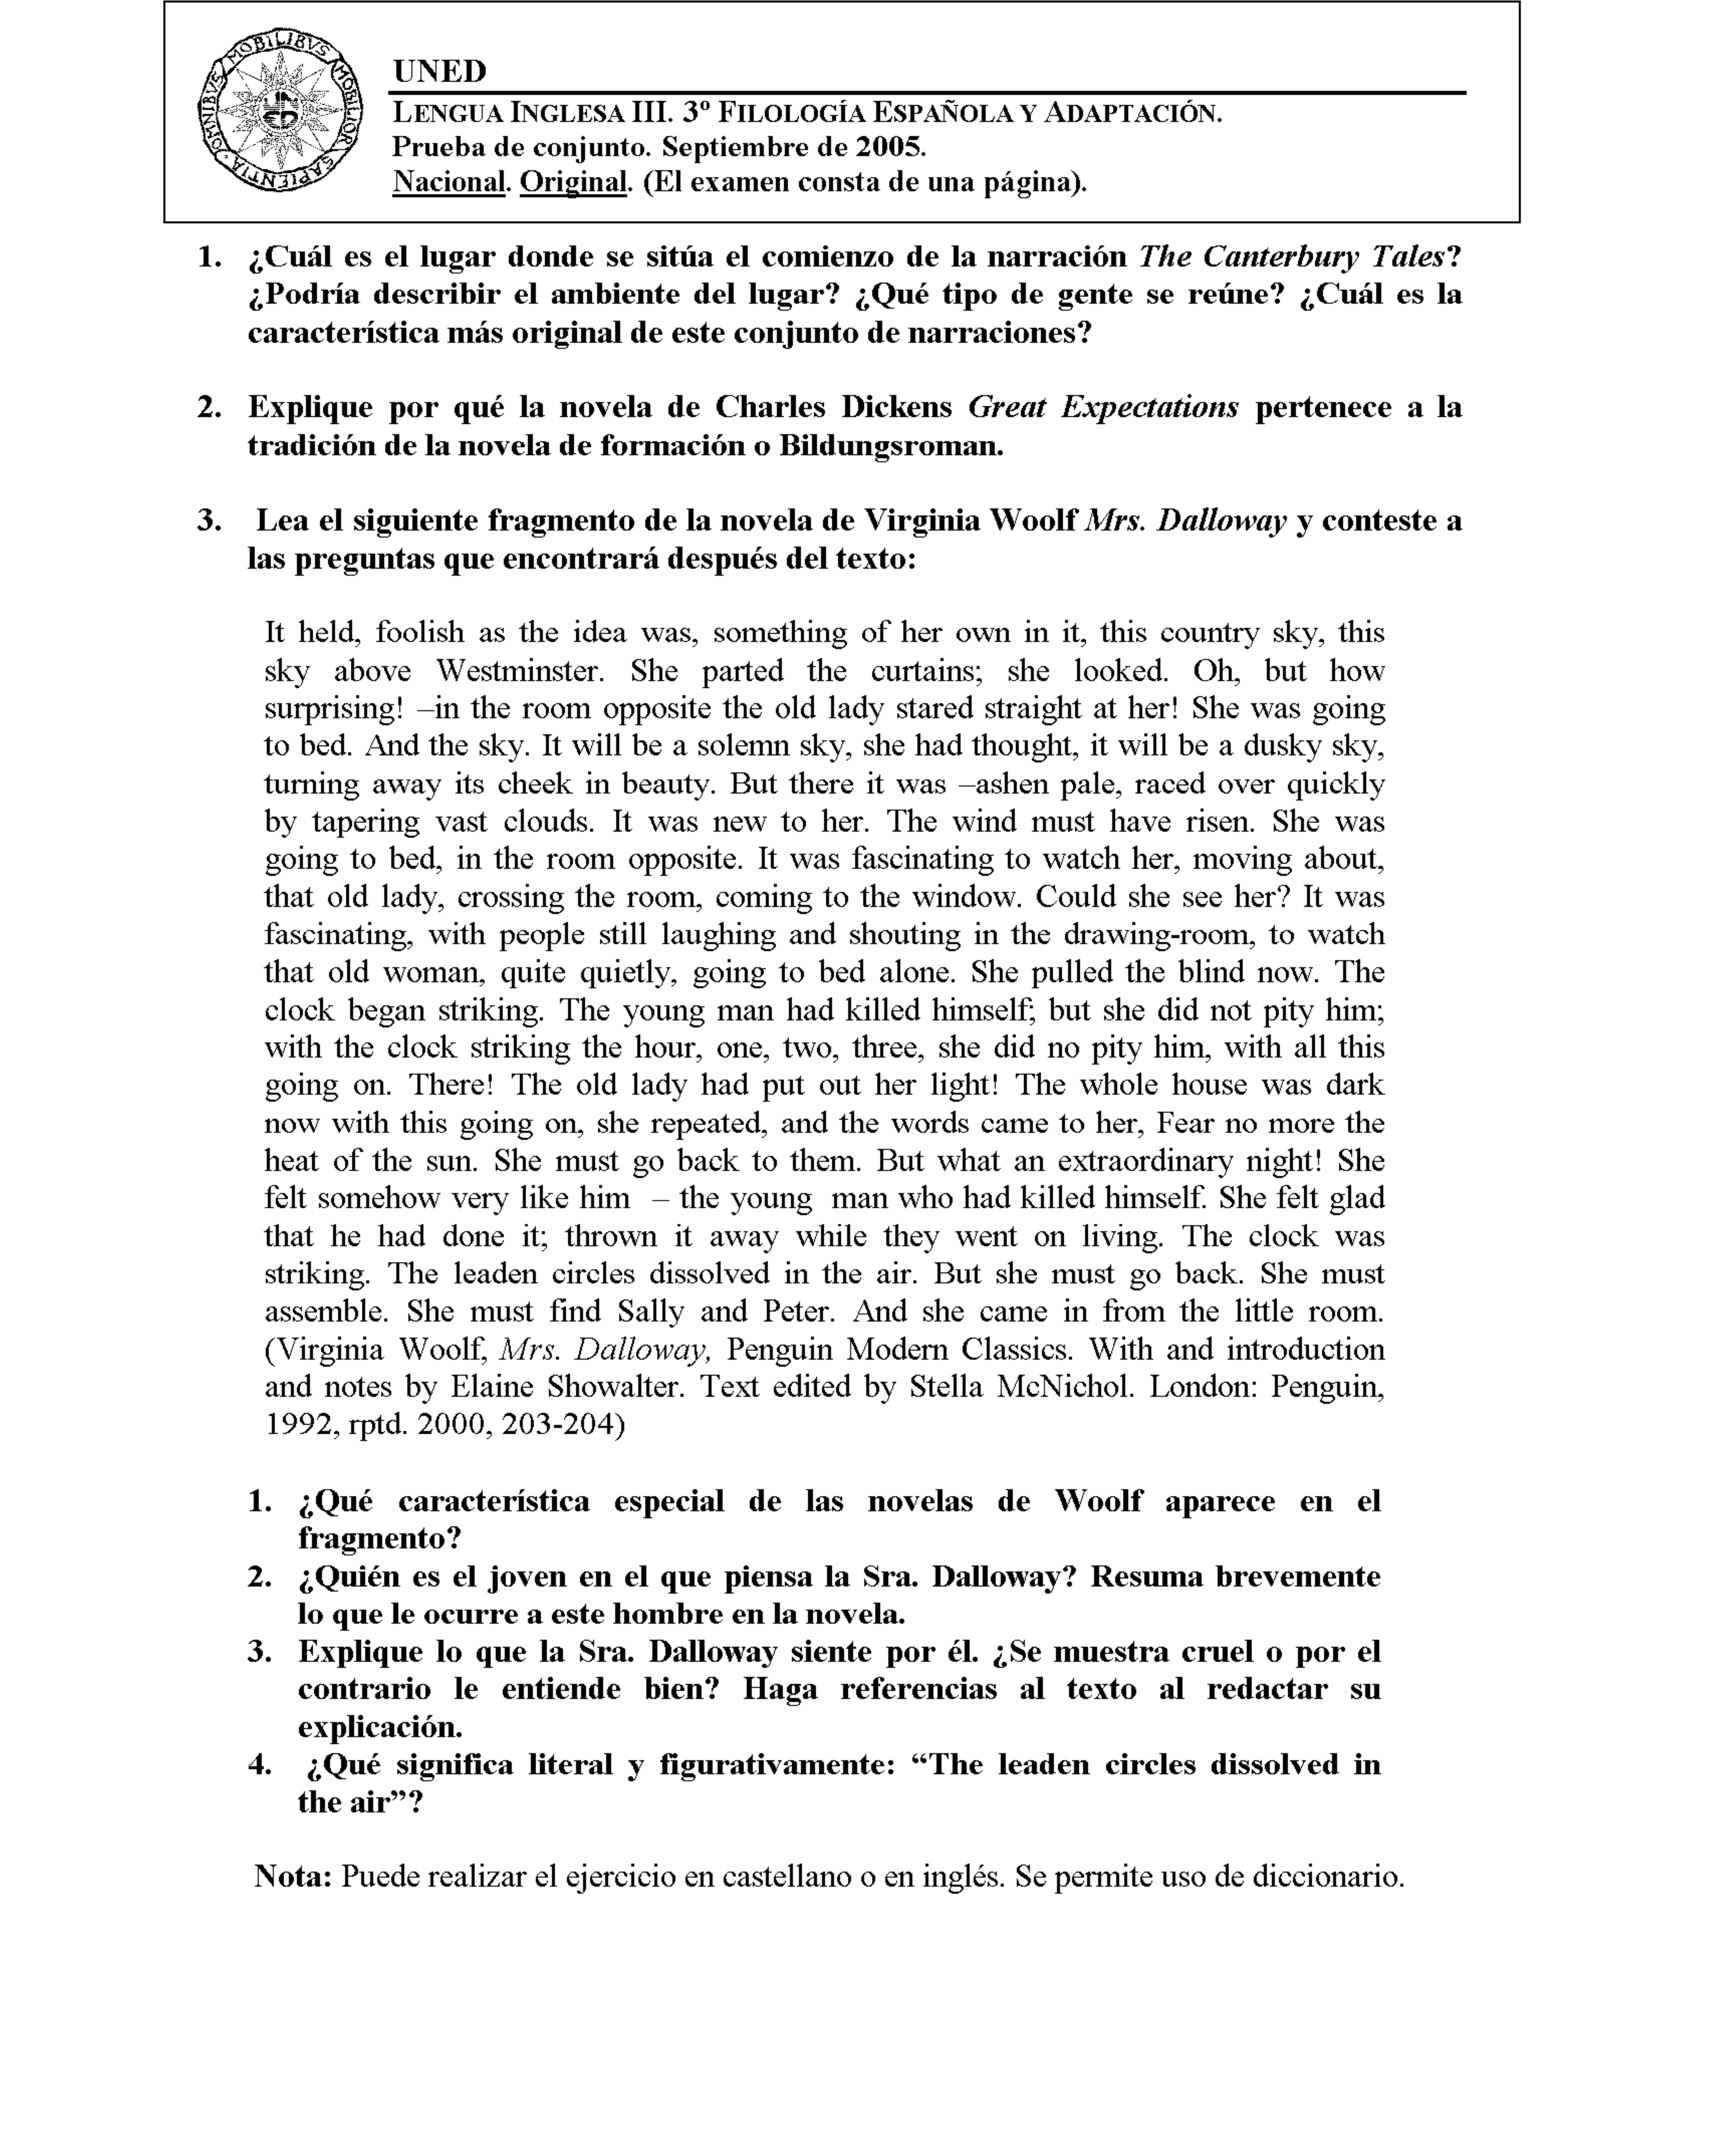 OMNIBVS MOBILIBVS MOBILIOR SAPIENTIA
UNED
UNED
LENGUA INGLESA III. 3º FILOLOGÍA ESPAÑOLA Y ADAPTACIÓN.
Prueba de conjunto. Septiembre de 2005.
Nacional. Original. (El examen consta de una página).
1. ¿Cuál es el lugar donde se sitúa el comienzo de la narración The Canterbury Tales?
¿Podría describir el ambiente del lugar? ¿Qué tipo de gente se reúne? ¿Cuál es la
característica más original de este conjunto de narraciones?
2. Explique por qué la novela de Charles Dickens Great Expectations pertenece a la
tradición de la novela de formación o Bildungsroman.
3. Lea el siguiente fragmento de la novela de Virginia Woolf Mrs. Dalloway y conteste a
las preguntas que encontrará después del texto:
It held, foolish as the idea was, something of her own in it, this country sky, this
sky above Westminster. She parted the curtains; she looked. Oh, but how
surprising! –in the room opposite the old lady stared straight at her! She was going
to bed. And the sky. It will be a solemn sky, she had thought, it will be a dusky sky,
turning away its cheek in beauty. But there it was –ashen pale, raced over quickly
by tapering vast clouds. It was new to her. The wind must have risen. She was
going to bed, in the room opposite. It was fascinating to watch her, moving about,
that old lady, crossing the room, coming to the window. Could she see her? It was
fascinating, with people still laughing and shouting in the drawing-room, to watch
that old woman, quite quietly, going to bed alone. She pulled the blind now. The
clock began striking. The young man had killed himself; but she did not pity him;
with the clock striking the hour, one, two, three, she did no pity him, with all this
going on. There! The old lady had put out her light! The whole house was dark
now with this going on, she repeated, and the words came to her, Fear no more the
heat of the sun. She must go back to them. But what an extraordinary night! She
felt somehow very like him – the young man who had killed himself. She felt glad
that he had done it; thrown it away while they went on living. The clock was
striking. The leaden circles dissolved in the air. But she must go back. She must
assemble. She must find Sally and Peter. And she came in from the little room.
(Virginia Woolf, Mrs. Dalloway, Penguin Modern Classics. With and introduction
and notes by Elaine Showalter. Text edited by Stella McNichol. London: Penguin,
1992, rptd. 2000, 203-204)
1. ¿Qué característica especial de las novelas de Woolf aparece en el
fragmento?
2. ¿Quién es el joven en el que piensa la Sra. Dalloway? Resuma brevemente
lo que le ocurre a este hombre en la novela.
3. Explique lo que la Sra. Dalloway siente por él. ¿Se muestra cruel o por el
contrario le entiende bien? Haga referencias al texto al redactar su
explicación.
4. ¿Qué significa literal y figurativamente: “The leaden circles dissolved in
the air”?
Nota: Puede realizar el ejercicio en castellano o en inglés. Se permite uso de diccionario.